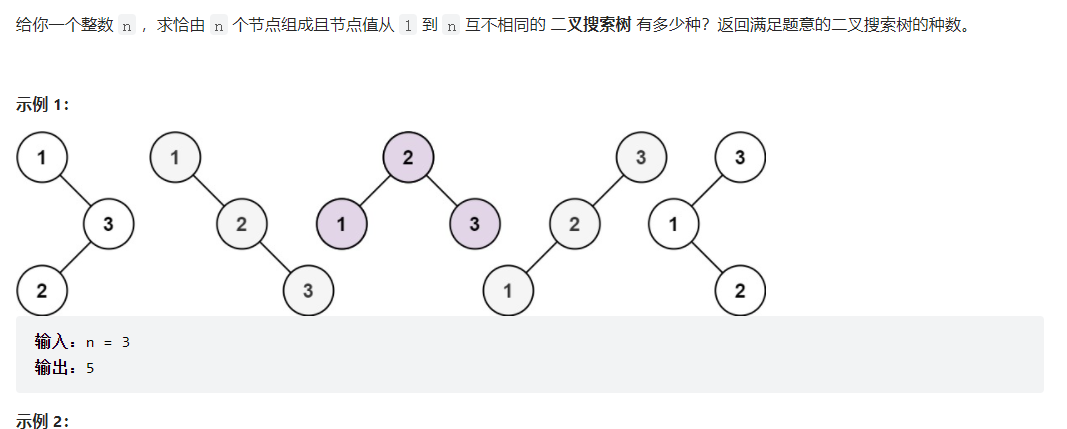 给你一个整数 n ，求恰由 n 个节点组成且节点值从 1 到 n 互不相同的 二叉搜索树 有多少种？返回满足题意的二叉搜索树的种数。
示例 1：
1 1 2 3 3
3 2 1 3 2 1
2 3 1 2
输入：n = 3
输出：5
示例 2：